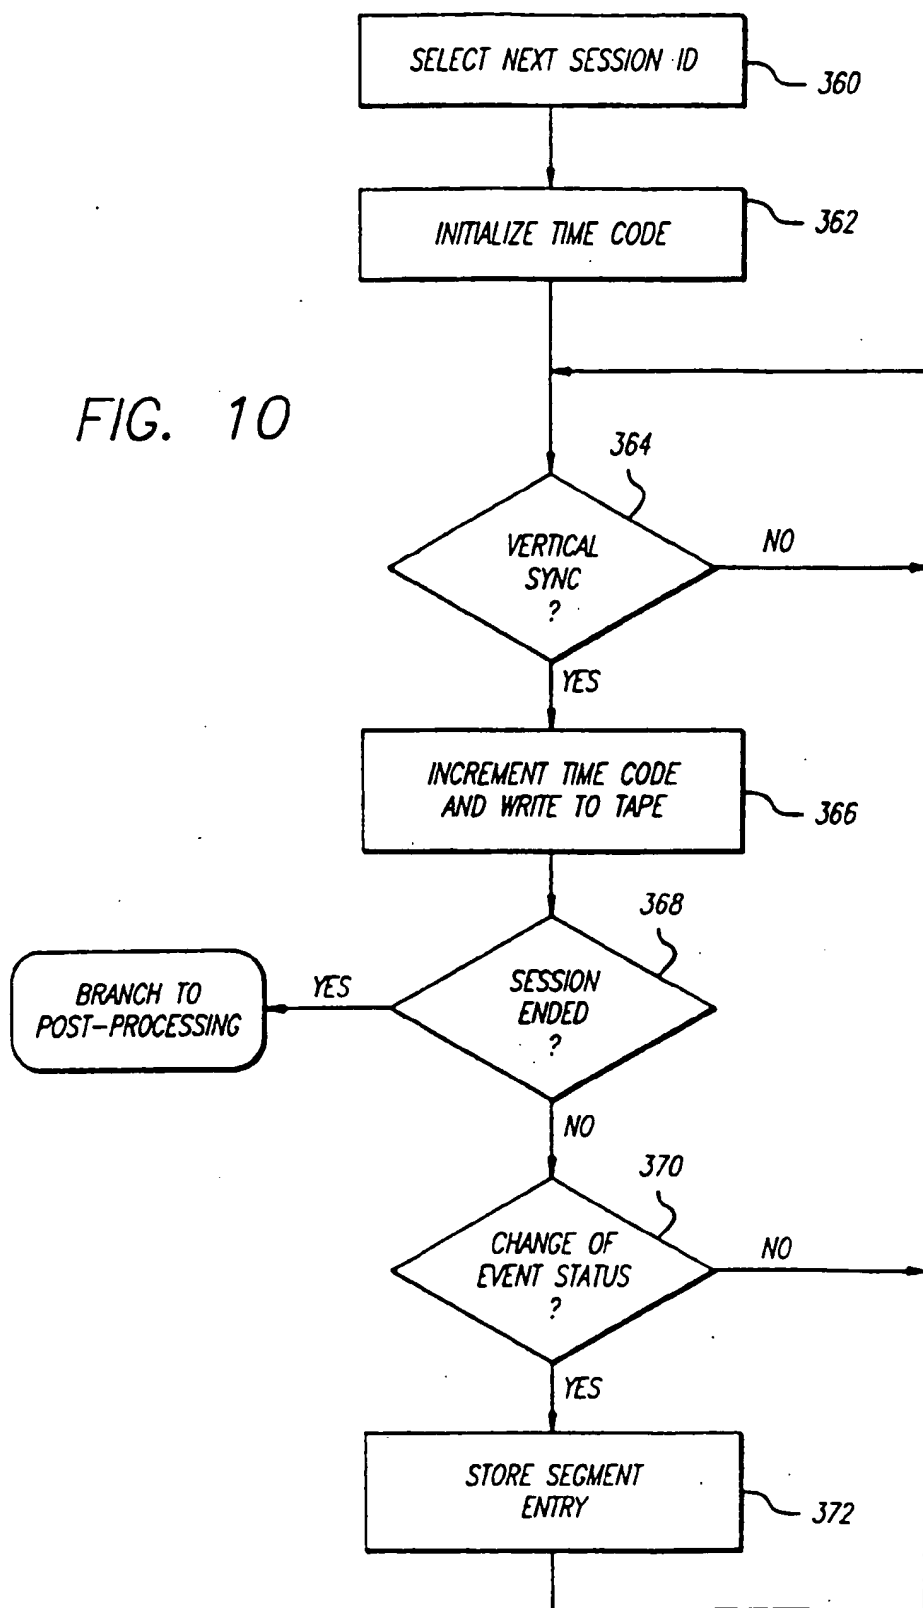 SELECT NEXT SESSION ID
360
INITIALIZE TIME CODE
362
FIG. 10
364
VERTICAL
SYNC
?
NO
YES
INCREMENT TIME CODE
AND WRITE TO TAPE
366
368
SESSION
ENDED
?
YES
BRANCH TO
POST-PROCESSING
NO
370
CHANGE OF
EVENT STATUS
?
NO
YES
STORE SEGMENT
ENTRY
372